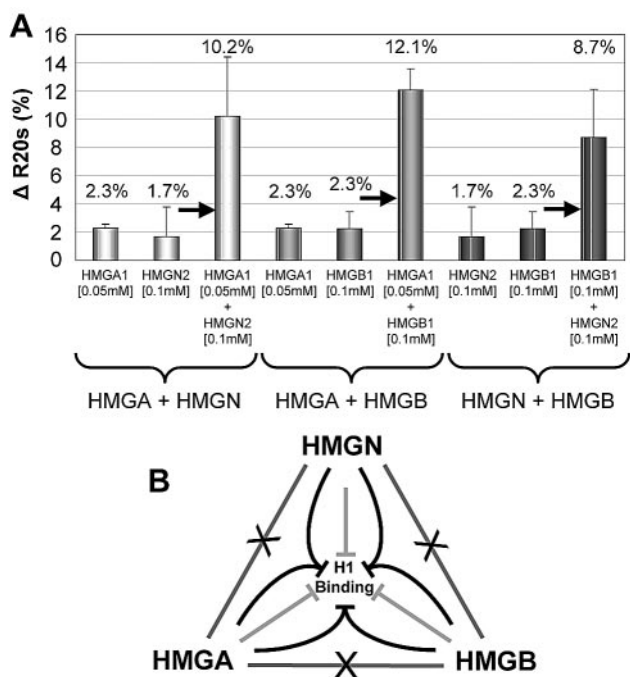 A
16
14
12
10
8
6
4
2
0
Δ R20s (%)
10.2%
12.1%
8.7%
2.3%
1.7%
2.3%
2.3%
1.7%
2.3%
HMGA1
[0.05mM]
HMGN2
[0.1mM]
HMGA1
[0.05mM]
+
HMGN2
[0.1mM]
HMGA1
[0.05mM]
HMGB1
[0.1mM]
HMGA1
[0.05mM]
+
HMGB1
[0.1mM]
HMGN2
[0.1mM]
HMGB1
[0.1mM]
HMGB1
[0.1mM]
+
HMGN2
[0.1mM]
HMGA + HMGN
HMGA + HMGB
HMGN + HMGB
B
HMGN
H1
Binding
HMGA
HMGB